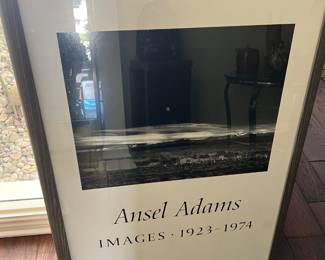 Ansel Adams
IMAGES · 1923-1974